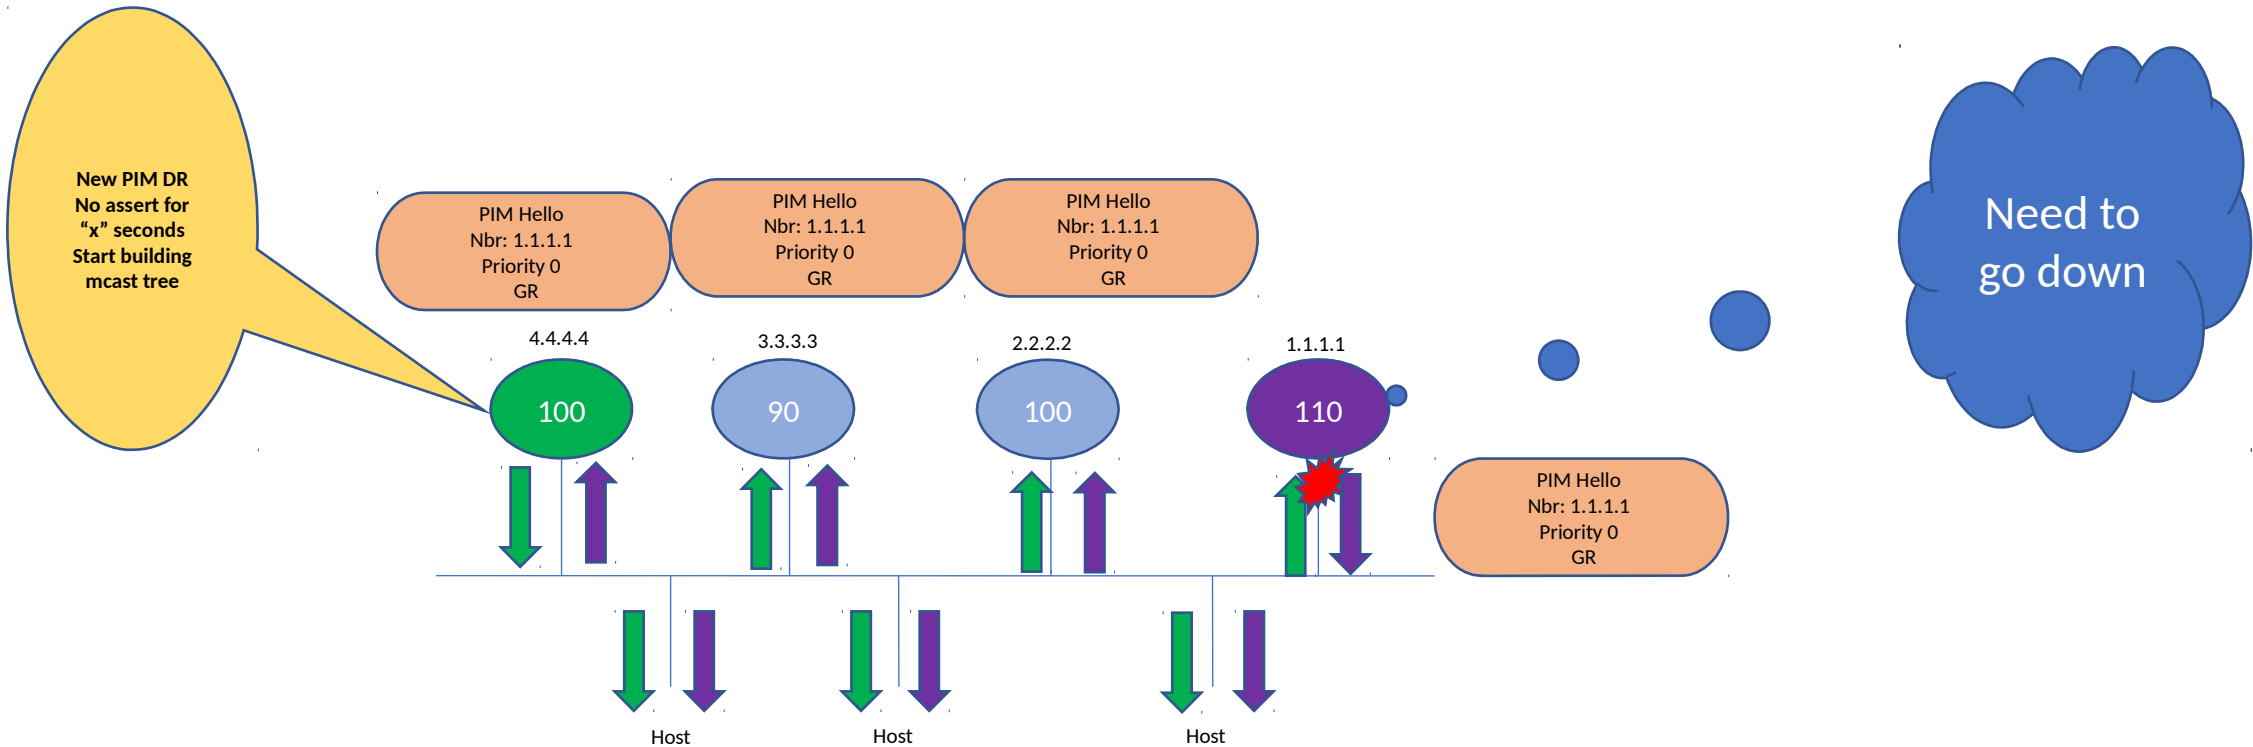 New PIM DR
No assert for
“x” seconds
Start building
mcast tree
PIM Hello
Nbr: 1.1.1.1
Priority 0
GR
PIM Hello
Nbr: 1.1.1.1
Priority 0
GR
PIM Hello
Nbr: 1.1.1.1
Priority 0
GR
Need to
go down
4.4.4.4
3.3.3.3
2.2.2.2
1.1.1.1
100
90
100
110
PIM Hello
Nbr: 1.1.1.1
Priority 0
GR
Host
Host
Host